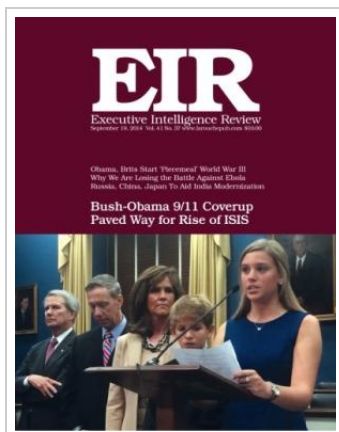 EIR
Executive Intelligence Review
September 19, 2014 Vol. 41 No. 37 www.larouchepub.com $10.00
Obama, Brits Start 'Piecemeal' World War III
Why We Are Losing the Battle Against Ebola
Russia, China, Japan To Aid India Modernization
Bush-Obama 9/11 Coverup
Paved Way for Rise of ISIS